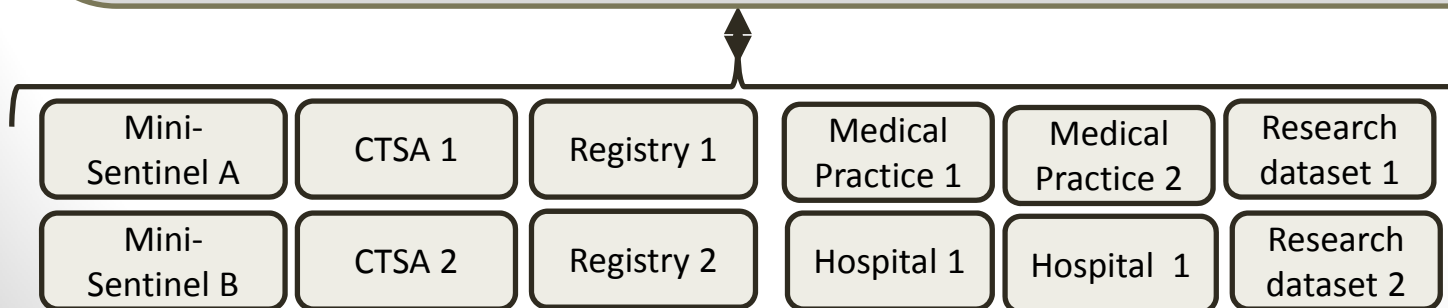 Mini-
Sentinel A
CTSA 1
Registry 1
Medical
Practice 1
Medical
Practice 2
Research
dataset 1
Mini-
Sentinel B
CTSA 2
Registry 2
Hospital 1
Hospital  1
Research
dataset 2